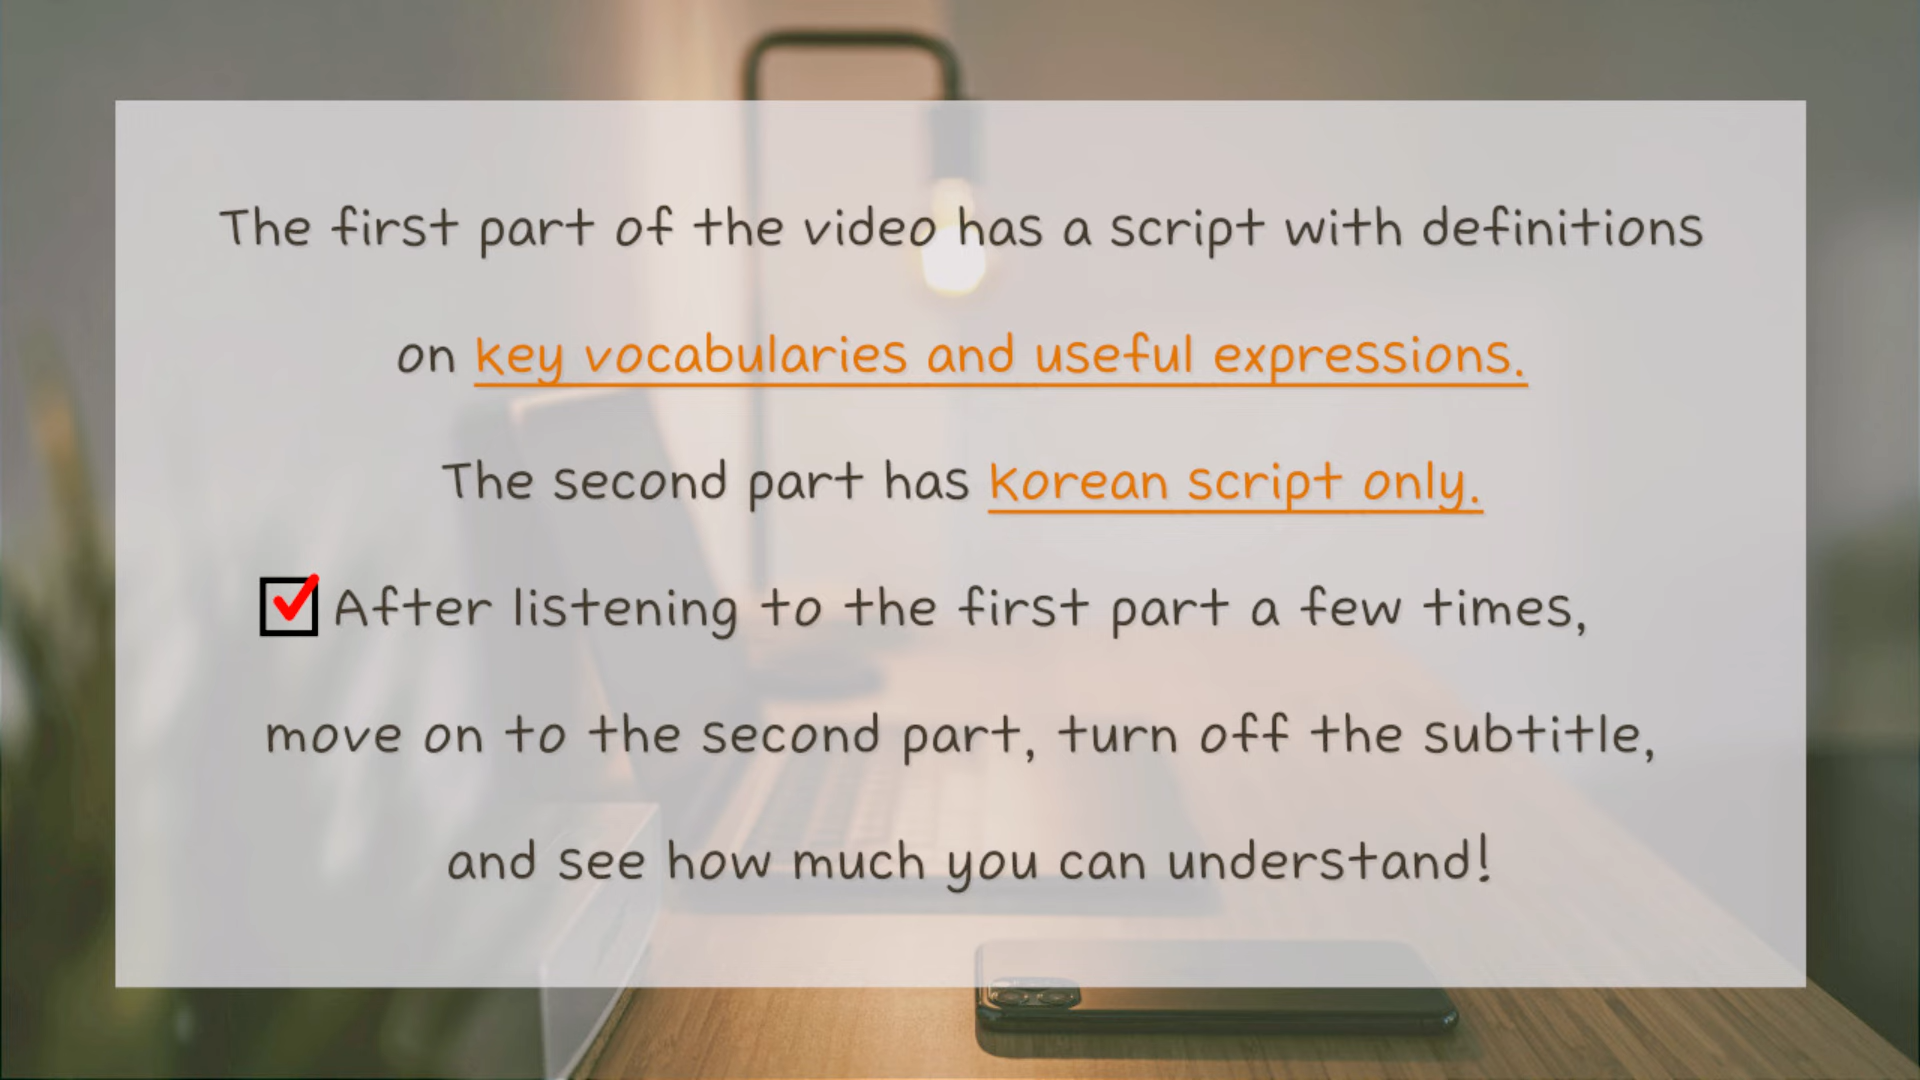 The first part of the video has a script with definitions
on key vocabularies and useful expressions.
The second part has Korean script only.
After listening to the first part a few times,
move on to the second part, turn off the subtitle,
and see how much you can understand!